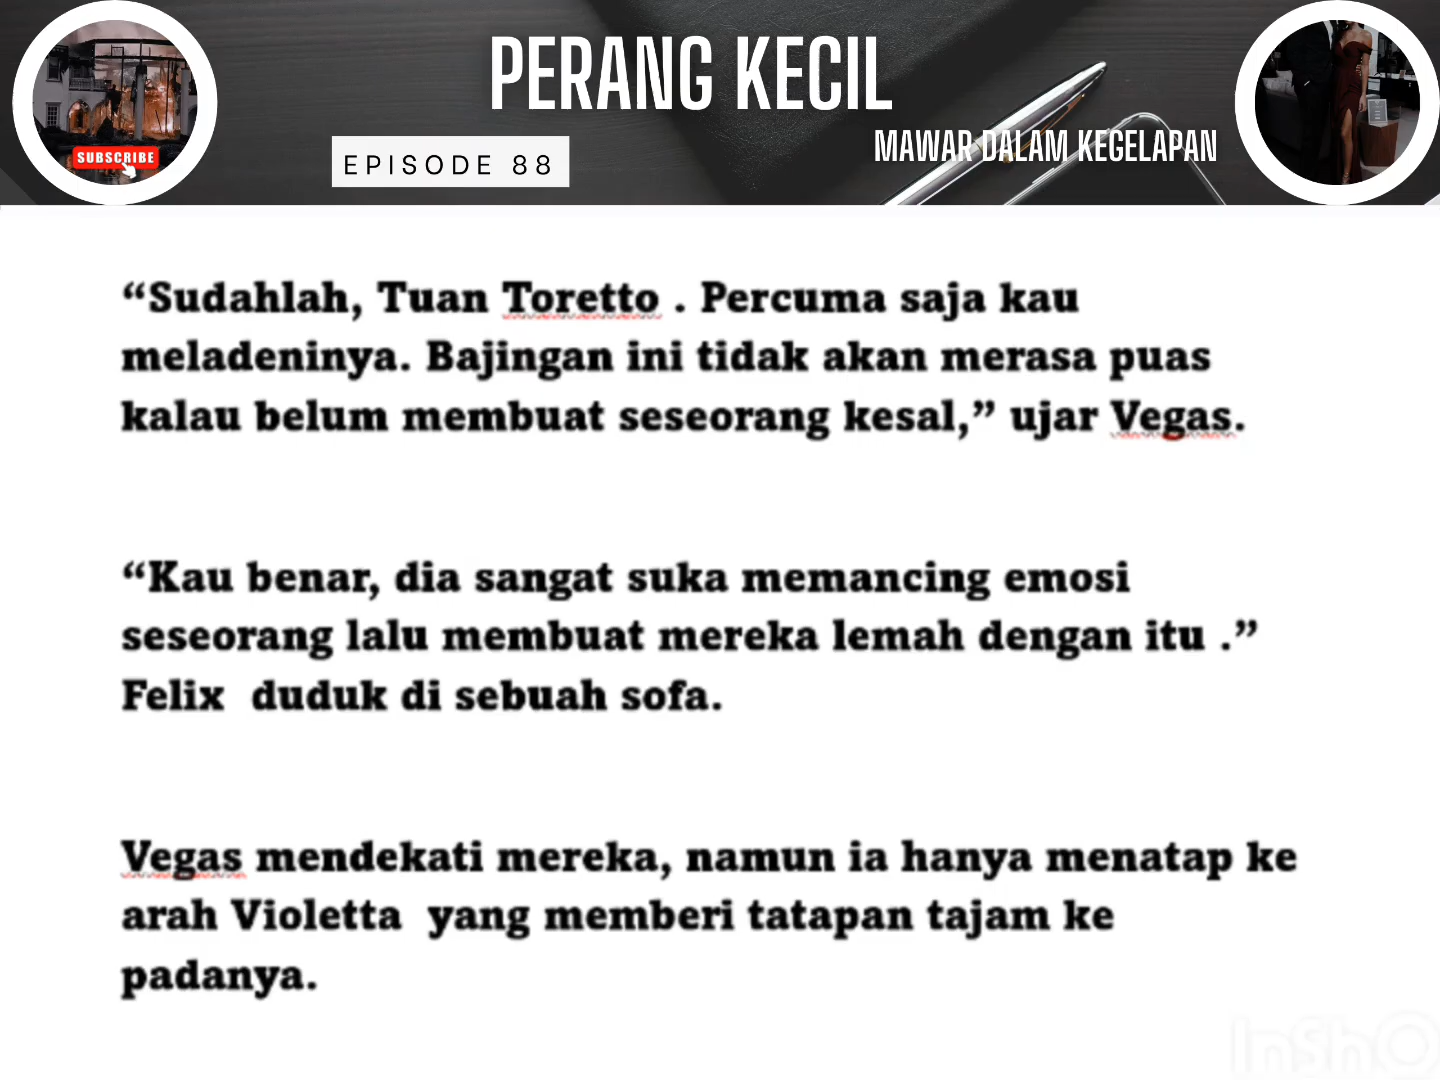 PERANG KECIL
MAWAR DALAM KEGELAPAN
SUBSCRIBE
EPISODE 88
“Sudahlah, Tuan Toretto . Percuma saja kau
meladeninya. Bajingan ini tidak akan merasa puas
kalau belum membuat seseorang kesal,” ujar Vegas.
“Kau benar, dia sangat suka memancing emosi
seseorang lalu membuat mereka lemah dengan itu .”
Felix  duduk di sebuah sofa.
Vegas mendekati mereka, namun ia hanya menatap ke
arah Violetta  yang memberi tatapan tajam ke
padanya.
InShO